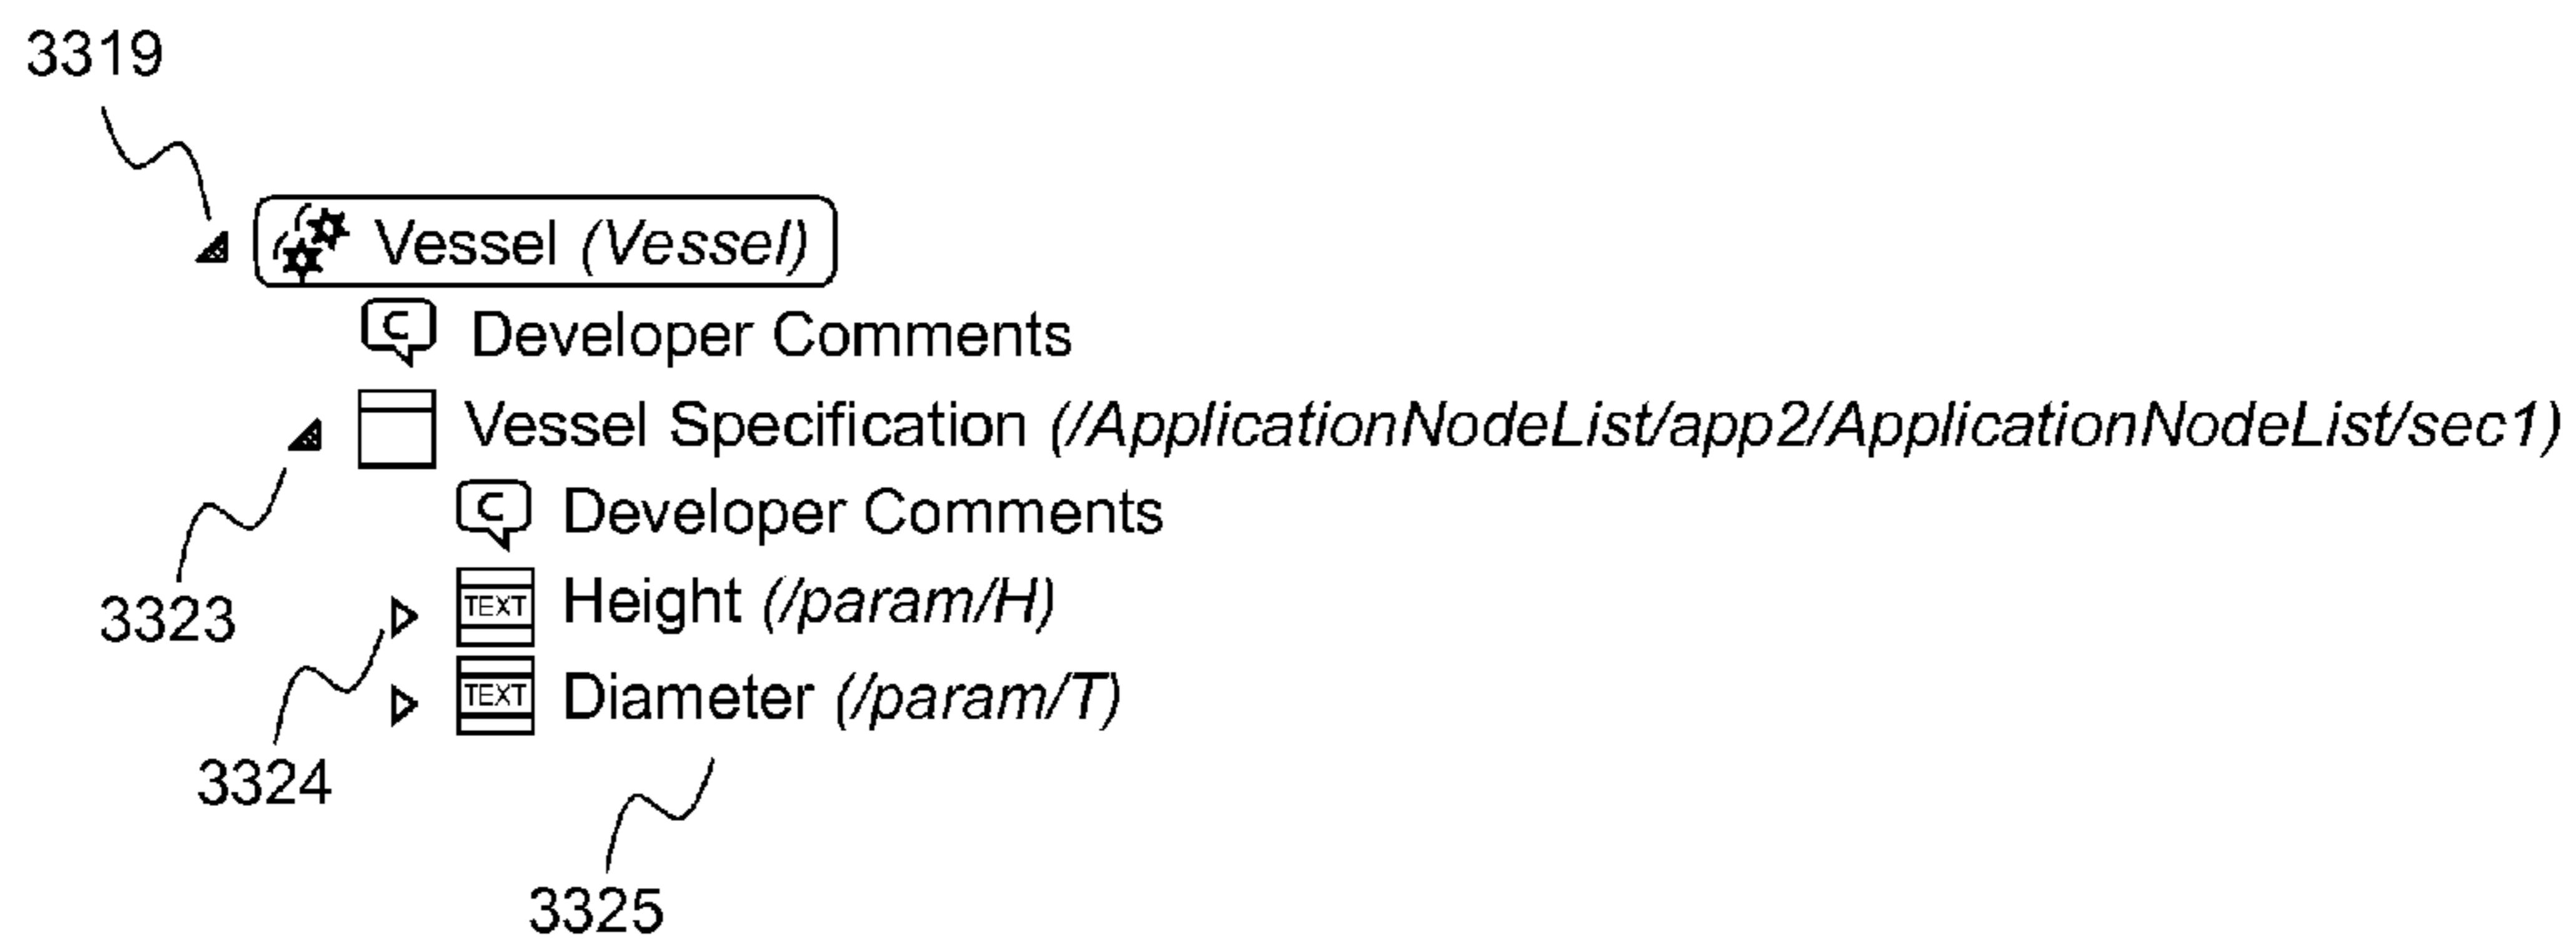 3319
Vessel (Vessel)
C Developer Comments
Vessel Specification (//ApplicationNodeList/app2/ApplicationNodeList/sec1)
C Developer Comments
3323
TEXT Height (/param/H)
TEXT Diameter (/param/T)
3324
3325